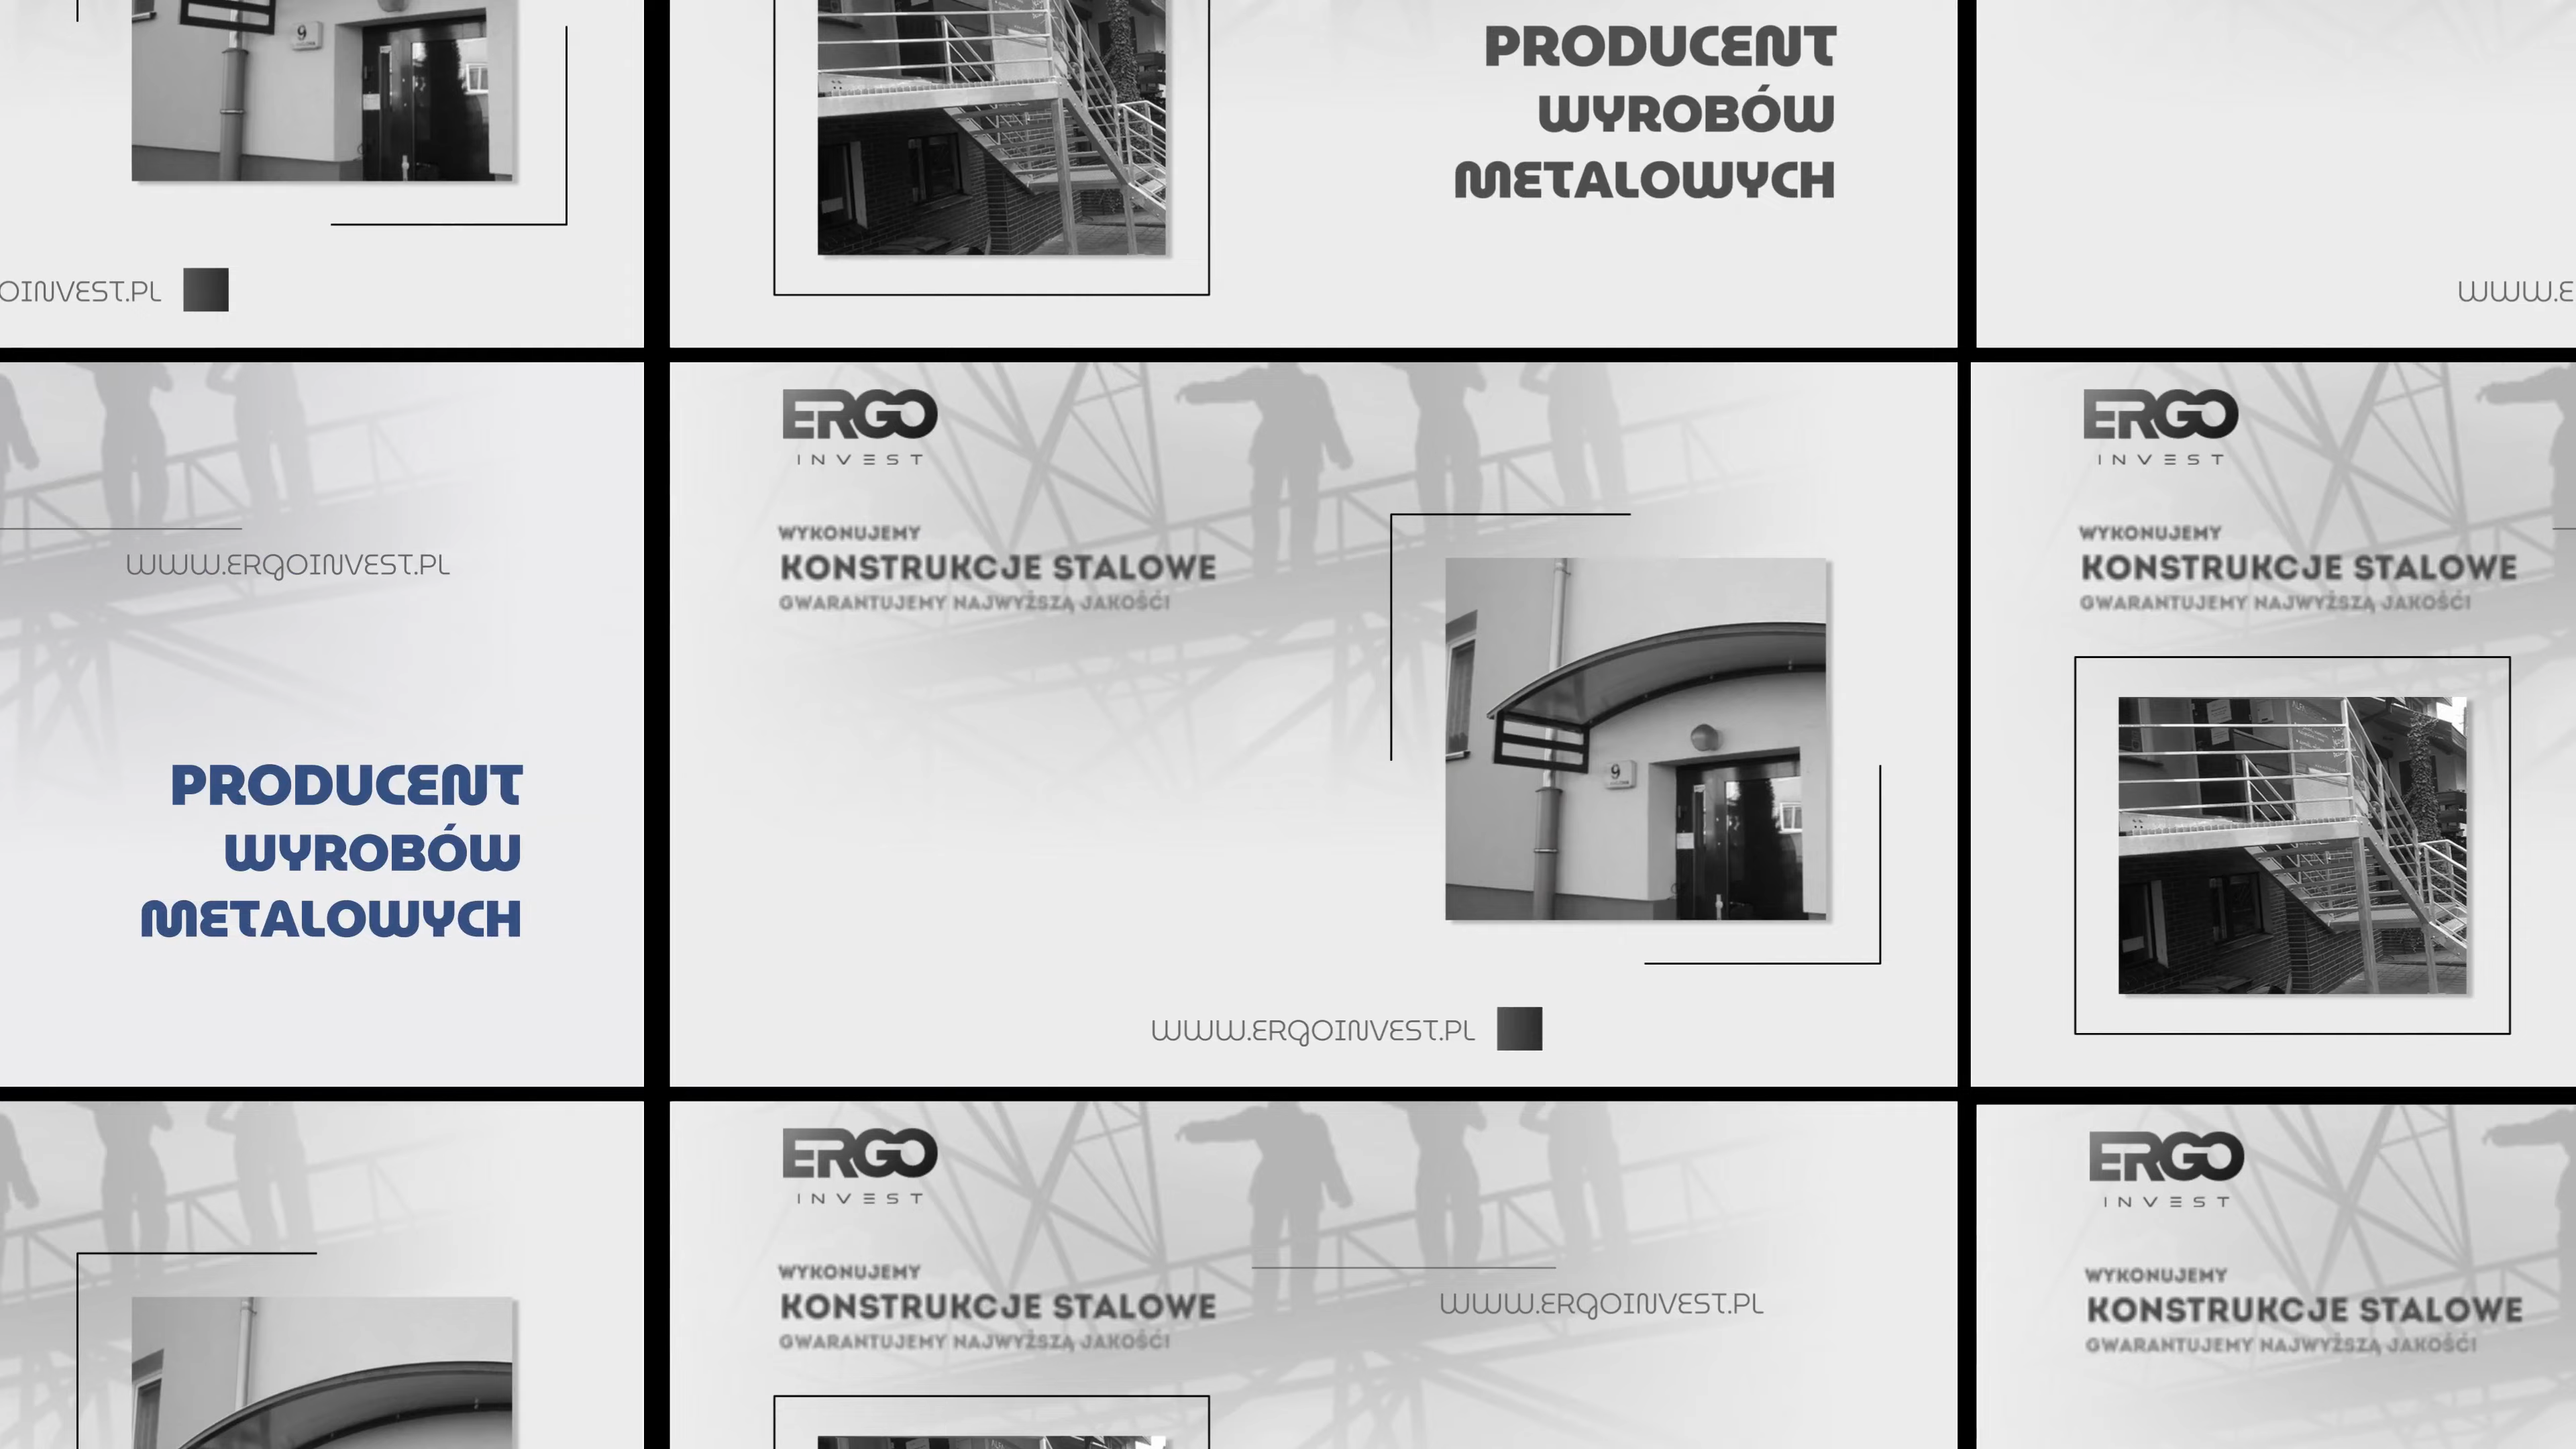 9
OINVEST.PL
PRODUCENT
WYROBÓW
METALOWYCH
WWW.E
WWW.ERGOINVEST.PL
PRODUCENT
WYROBÓW
METALOWYCH
ERGO
INVEST
WYKONUJEMY
KONSTRUKCJE STALOWE
GWARANTUJEMY NAJWYŻSZĄ JAKOŚĆ!
9
WWW.ERGOINVEST.PL
ERGO
INVEST
WYKONUJEMY
KONSTRUKCJE STALOWE
GWARANTUJEMY NAJWYŻSZĄ JAKOŚĆ!
ERGO
INVEST
WYKONUJEMY
KONSTRUKCJE STALOWE
GWARANTUJEMY NAJWYŻSZĄ JAKOŚĆ!
WWW.ERGOINVEST.PL
ERGO
INVEST
WYKONUJEMY
KONSTRUKCJE STALOWE
GWARANTUJEMY NAJWYŻSZĄ JAKOŚĆ!